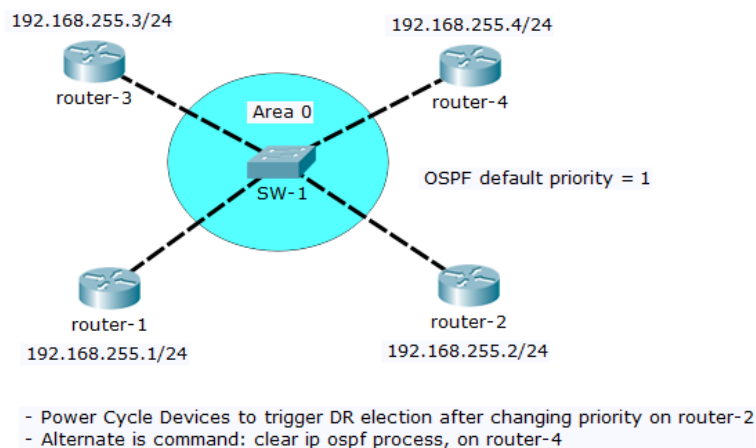 192.168.255.3/24
192.168.255.4/24
router-3
router-4
Area 0
OSPF default priority = 1
SW-1
router-1
router-2
192.168.255.1/24
192.168.255.2/24
- Power Cycle Devices to trigger DR election after changing priority on router-2
- Alternate is command: clear ip ospf process, on router-4